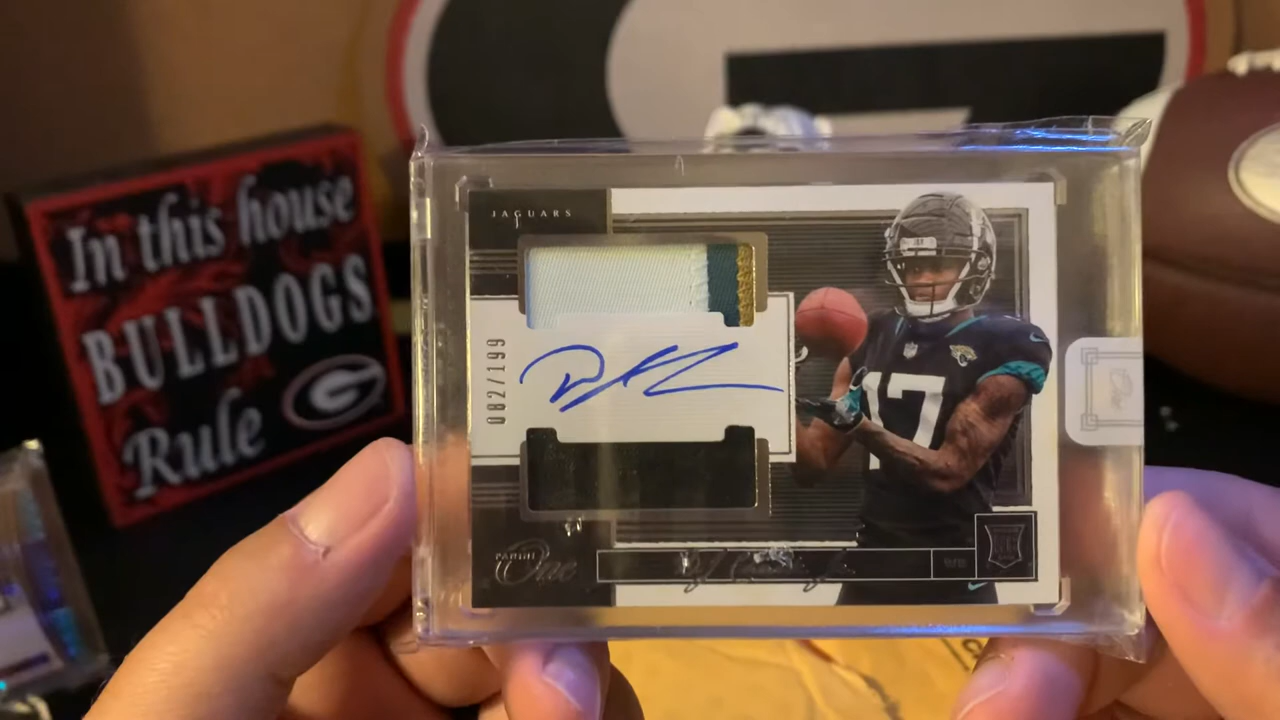 In this house
BULLDOGS
Rule
G
JAGUARS
082/199
17
PANINI
One